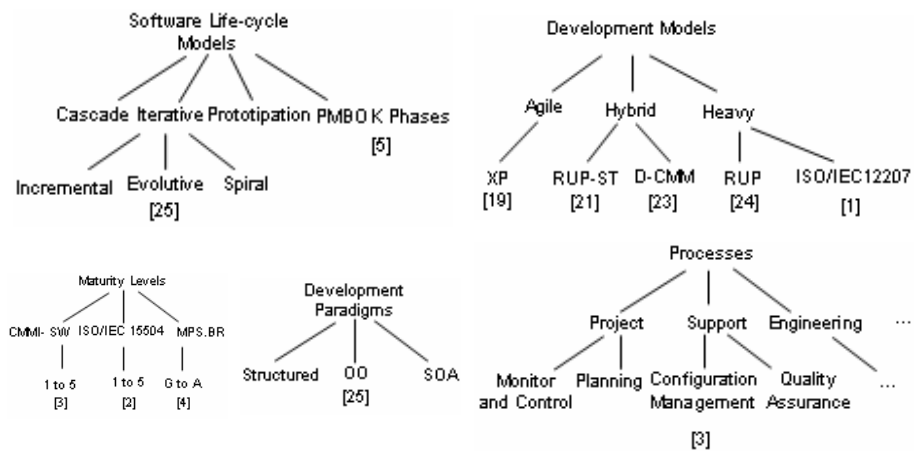 Software Life-cycle
Models
Cascade Iterative Prototipation PMBOK Phases
[5]
Incremental Evolutive Spiral
[25]
Development Models
Agile Hybrid Heavy
XP RUP-ST D-CMM RUP ISO/IEC12207
[19] [21] [23] [24] [1]
Maturity Levels
CMMI- SW ISO/IEC 15504 MPS.BR
1 to 5 1 to 5 G to A
[3] [2] [4]
Development
Paradigms
Structured OO SOA
[25]
Processes
Project Support Engineering ...
Monitor
and Control
Planning
Configuration
Management
Quality
Assurance
...
[3]